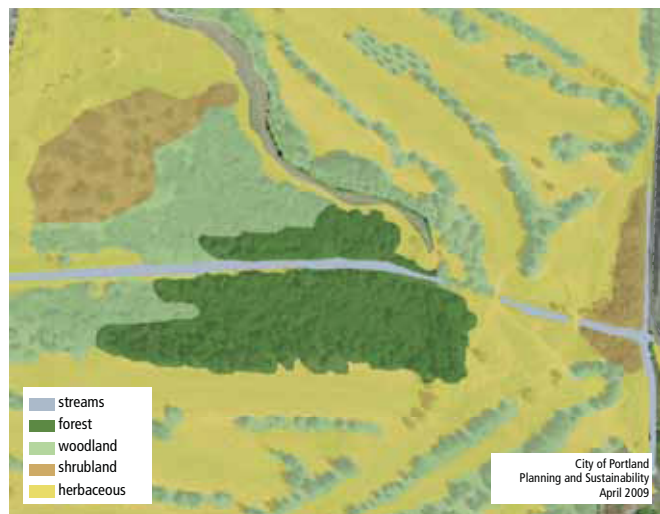 streams
forest
woodland
shrubland
herbaceous
City of Portland
Planning and Sustainability
April 2009